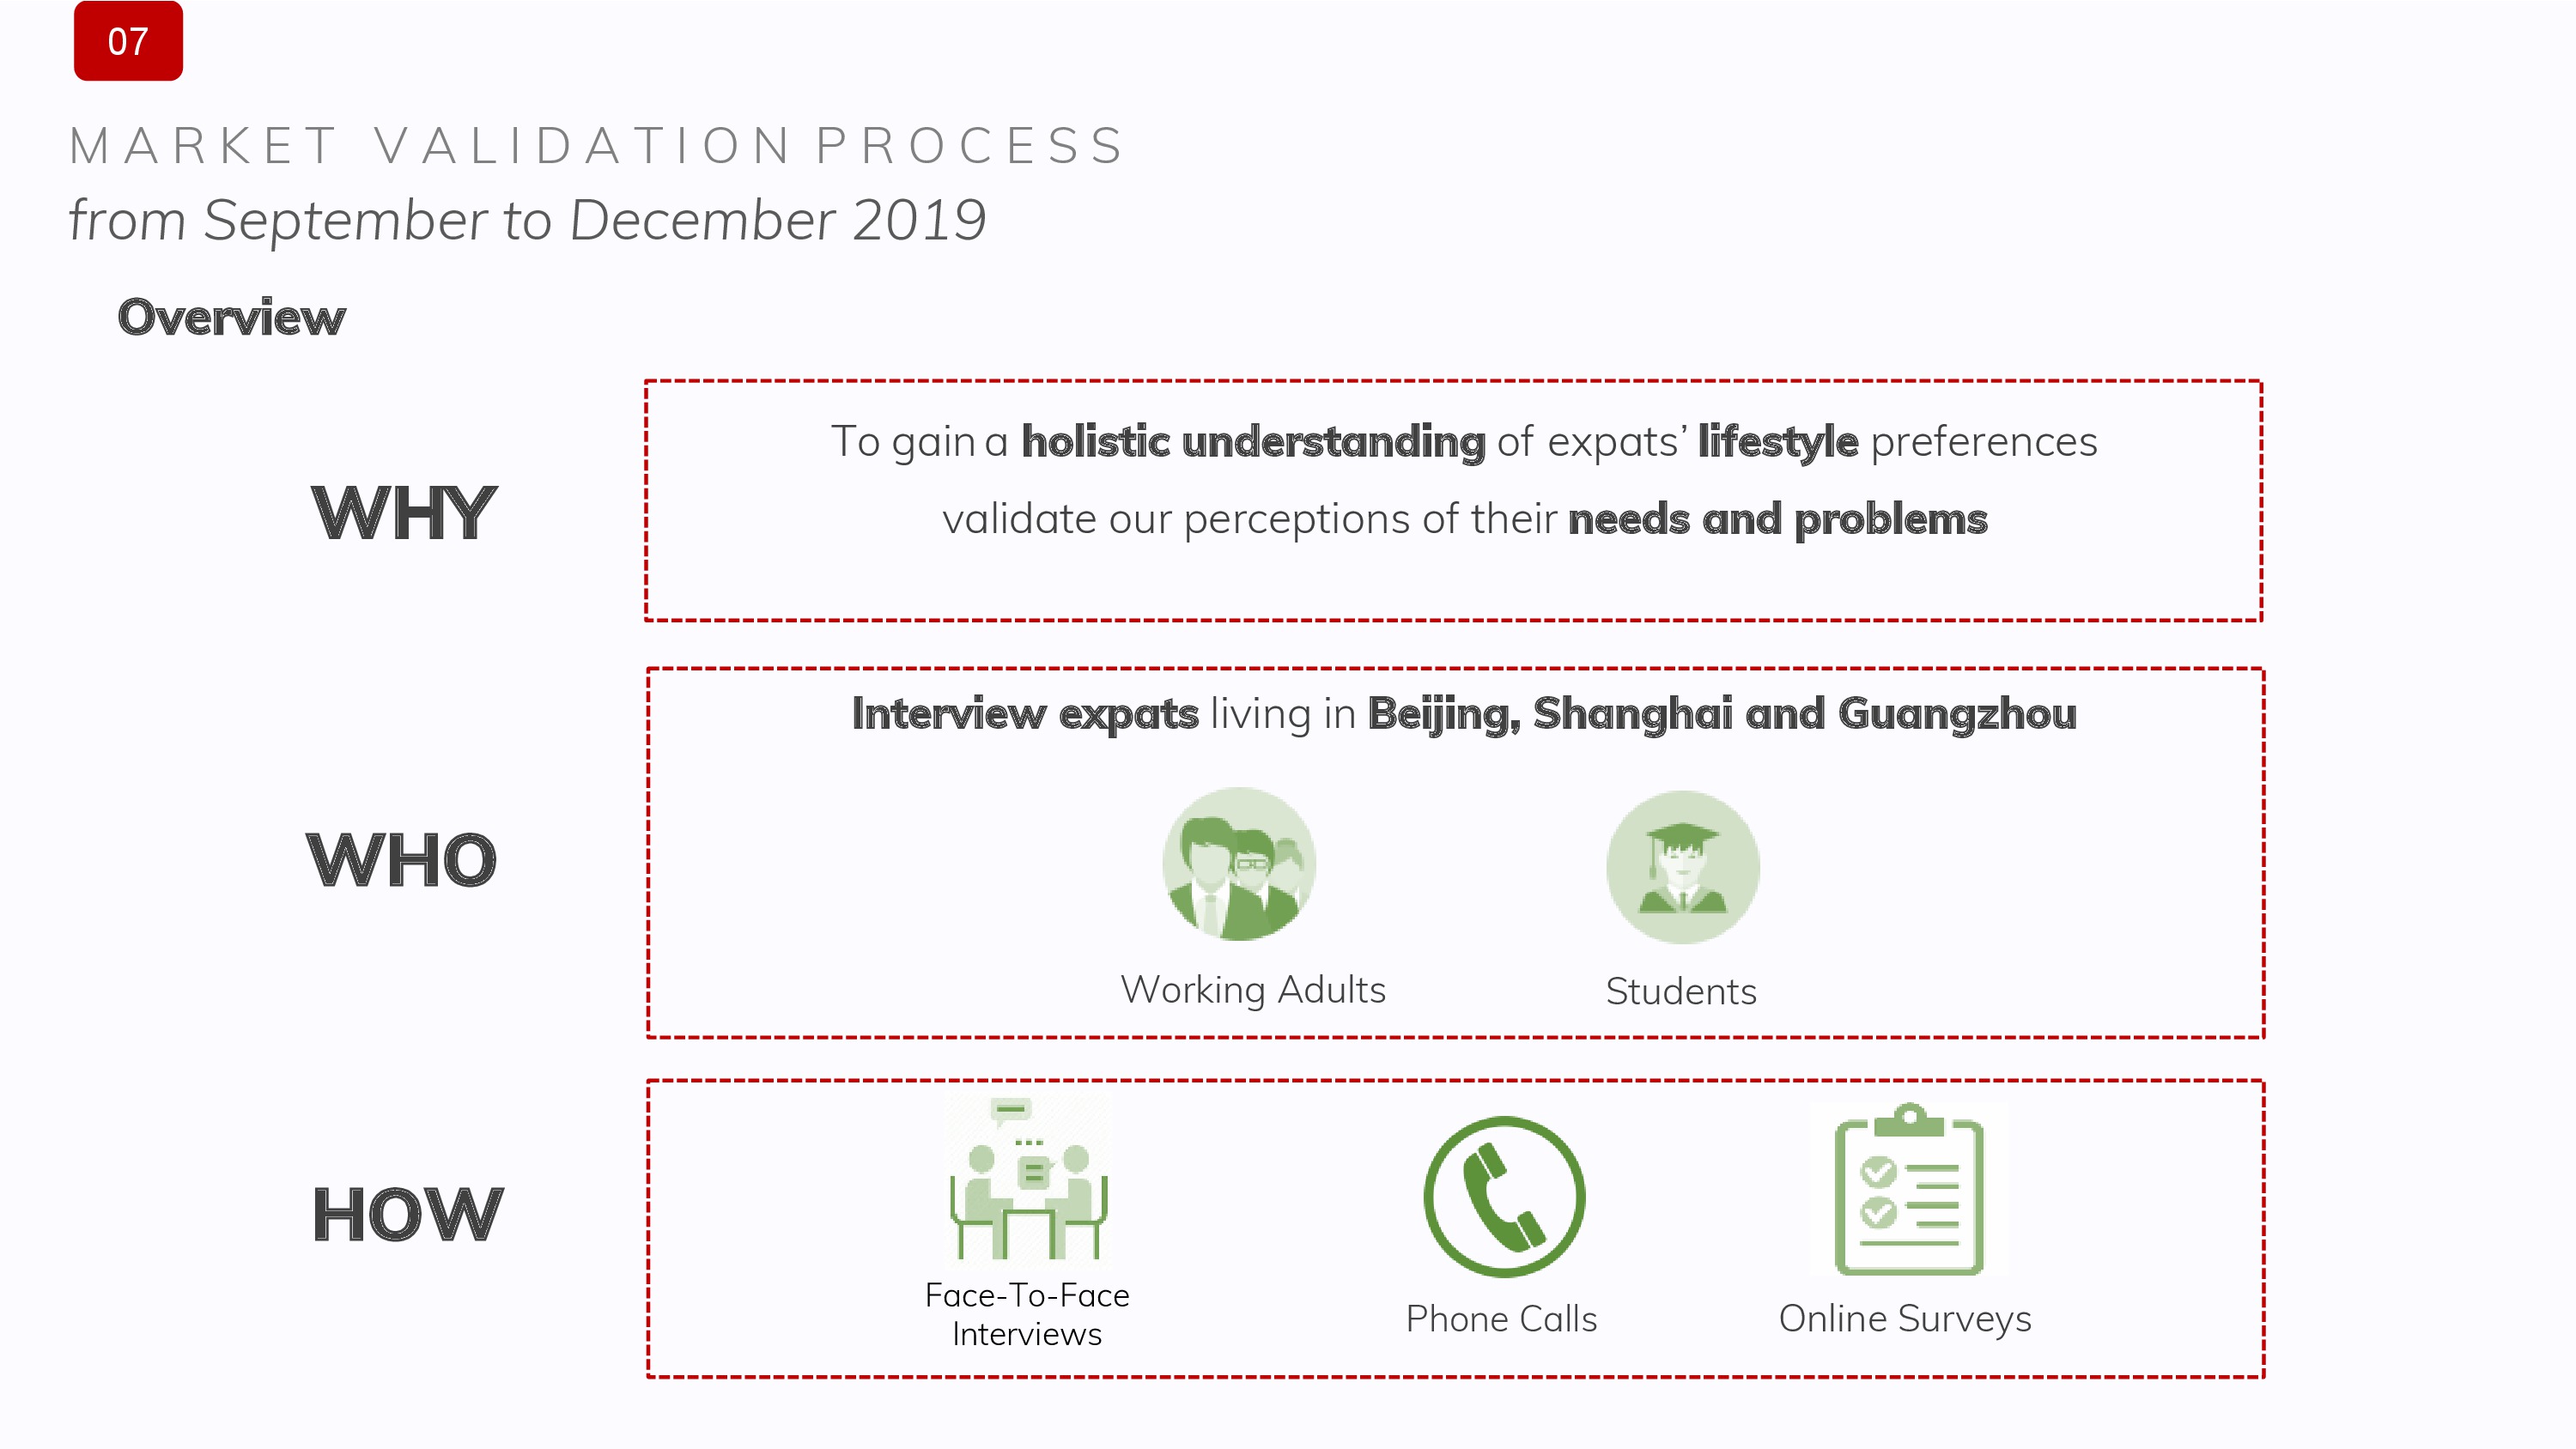 07
MARKET VALIDATION PROCESS
from September to December 2019
Overview
WHY
To gain a holistic understanding of expats’ lifestyle preferences
validate our perceptions of their needs and problems
WHO
Interview expats living in Beijing, Shanghai and Guangzhou
Working Adults
Students
HOW
Face-To-Face
Interviews
Phone Calls
Online Surveys